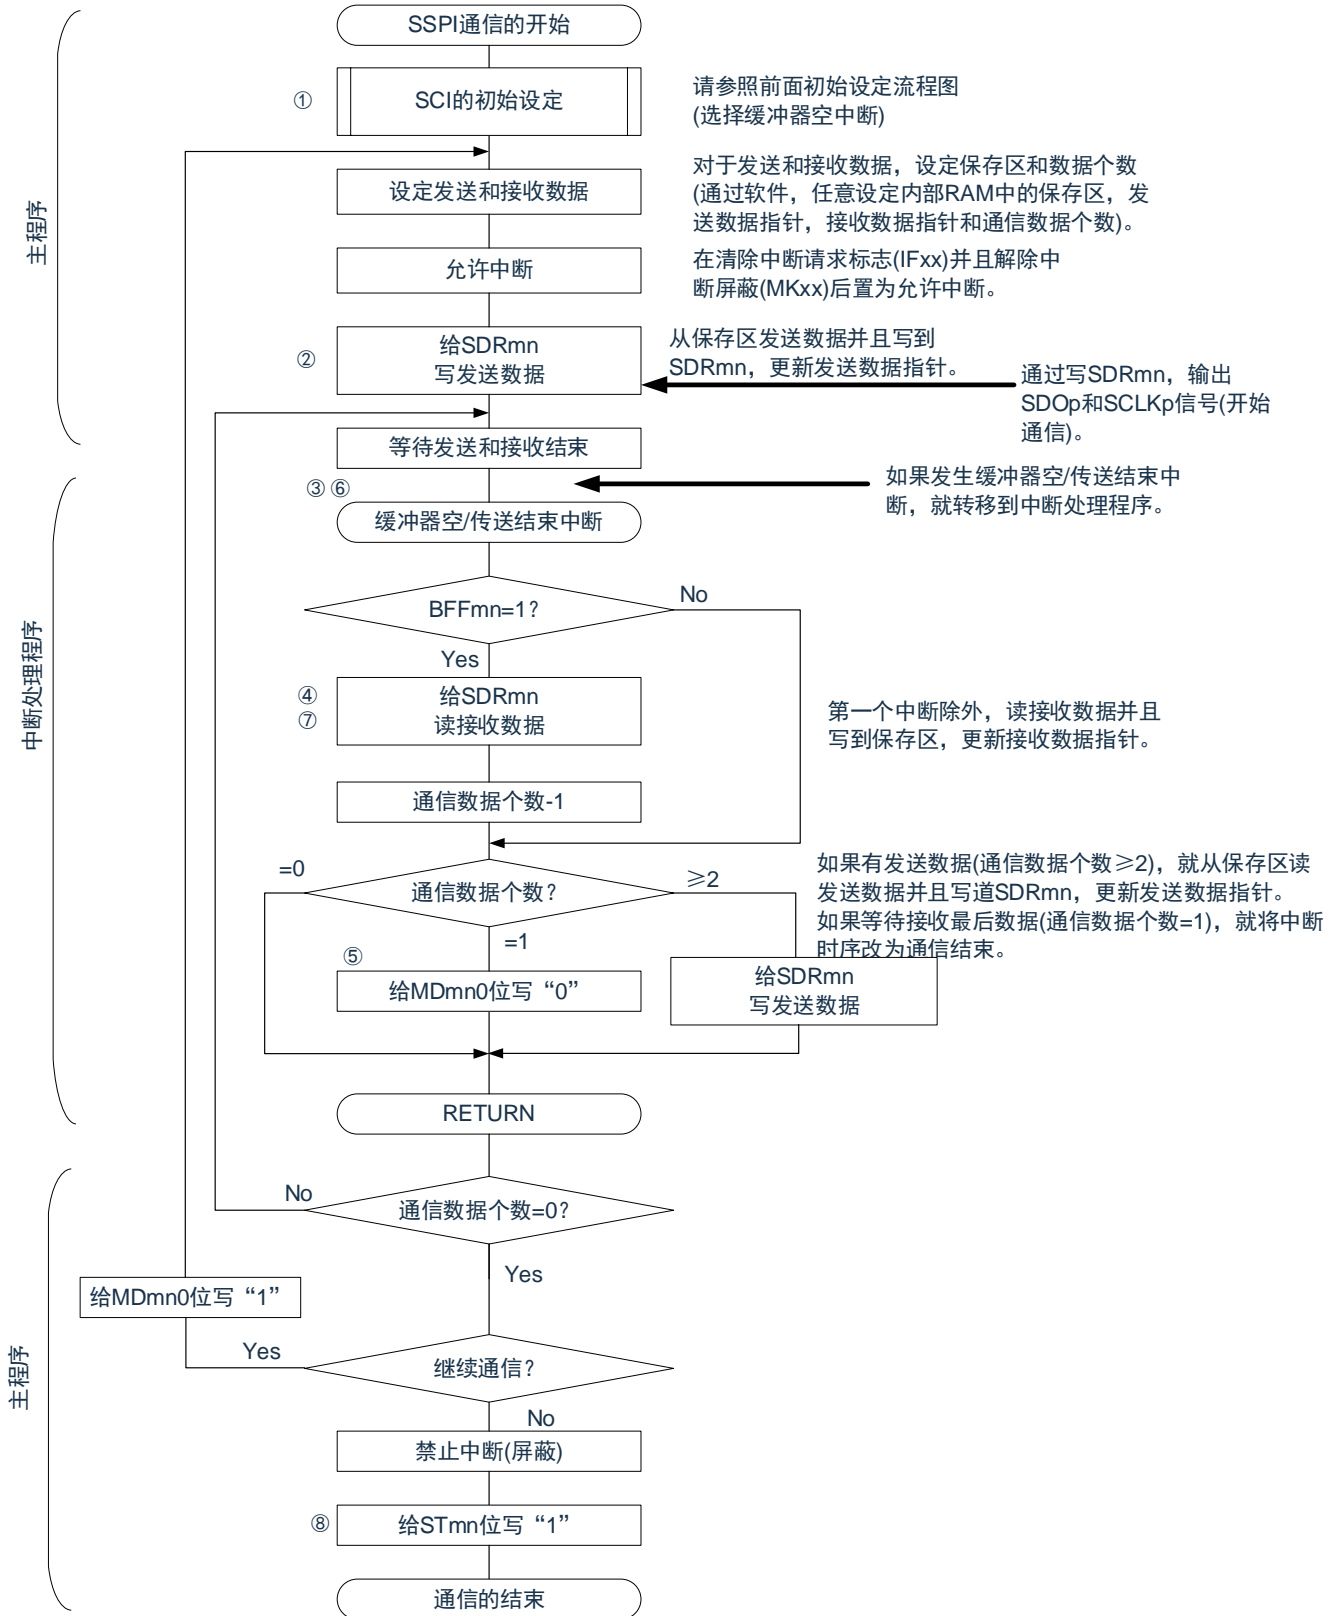 SSPI通信的开始
主程序
①
SCI的初始设定
请参照前面初始设定流程图
(选择缓冲器空中断)
设定发送和接收数据
对于发送和接收数据，设定保存区和数据个数
(通过软件，任意设定内部RAM中的保存区，发
送数据指针，接收数据指针和通信数据个数)。
允许中断
在清除中断请求标志(IFxx)并且解除中
断屏蔽(MKxx)后置为允许中断。
②
给SDRmn
写发送数据
从保存区发送数据并且写到
SDRmn，更新发送数据指针。
通过写SDRmn，输出
SDOp和SCLKp信号(开始
通信)。
等待发送和接收结束
中断处理程序
③ ⑥
如果发生缓冲器空/传送结束中
断，就转移到中断处理程序。
缓冲器空/传送结束中断
BFFmn=1?
No
Yes
④
⑦
给SDRmn
读接收数据
第一个中断除外，读接收数据并且
写到保存区，更新接收数据指针。
通信数据个数-1
=0
通信数据个数?
≥2
=1
如果有发送数据(通信数据个数≥2)，就从保存区读
发送数据并且写道SDRmn，更新发送数据指针。
如果等待接收最后数据(通信数据个数=1)，就将中断
时序改为通信结束。
⑤
给MDmn0位写“0”
给SDRmn
写发送数据
RETURN
主程序
No
通信数据个数=0?
Yes
给MDmn0位写“1”
Yes
继续通信?
No
禁止中断(屏蔽)
⑧
给STmn位写“1”
通信的结束